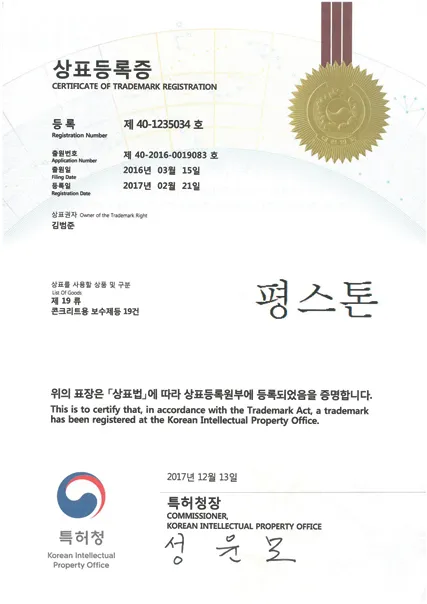 상표등록증
CERTIFICATE OF TRADEMARK REGISTRATION
등록 제 40-1235034 호
Registration Number
출원번호 제 40-2016-0019083 호
Application Number
출원일 2016년 03월 15일
Filing Date
등록일 2017년 02월 21일
Registration Date
상표권자 Owner of the Trademark Right
김범준
상표를 사용할 상품 및 구분
List Of Goods
제 19 류
콘크리트용 보수제등 19건
평스톤
위의 표장은 「상표법」에 따라 상표등록원부에 등록되었음을 증명합니다.
This is to certify that, in accordance with the Trademark Act, a trademark
has been registered at the Korean Intellectual Property Office.
2017년 12월 13일
특허청장
COMMISSIONER,
KOREAN INTELLECTUAL PROPERTY OFFICE
성윤모
특허청
Korean Intellectual
Property Office